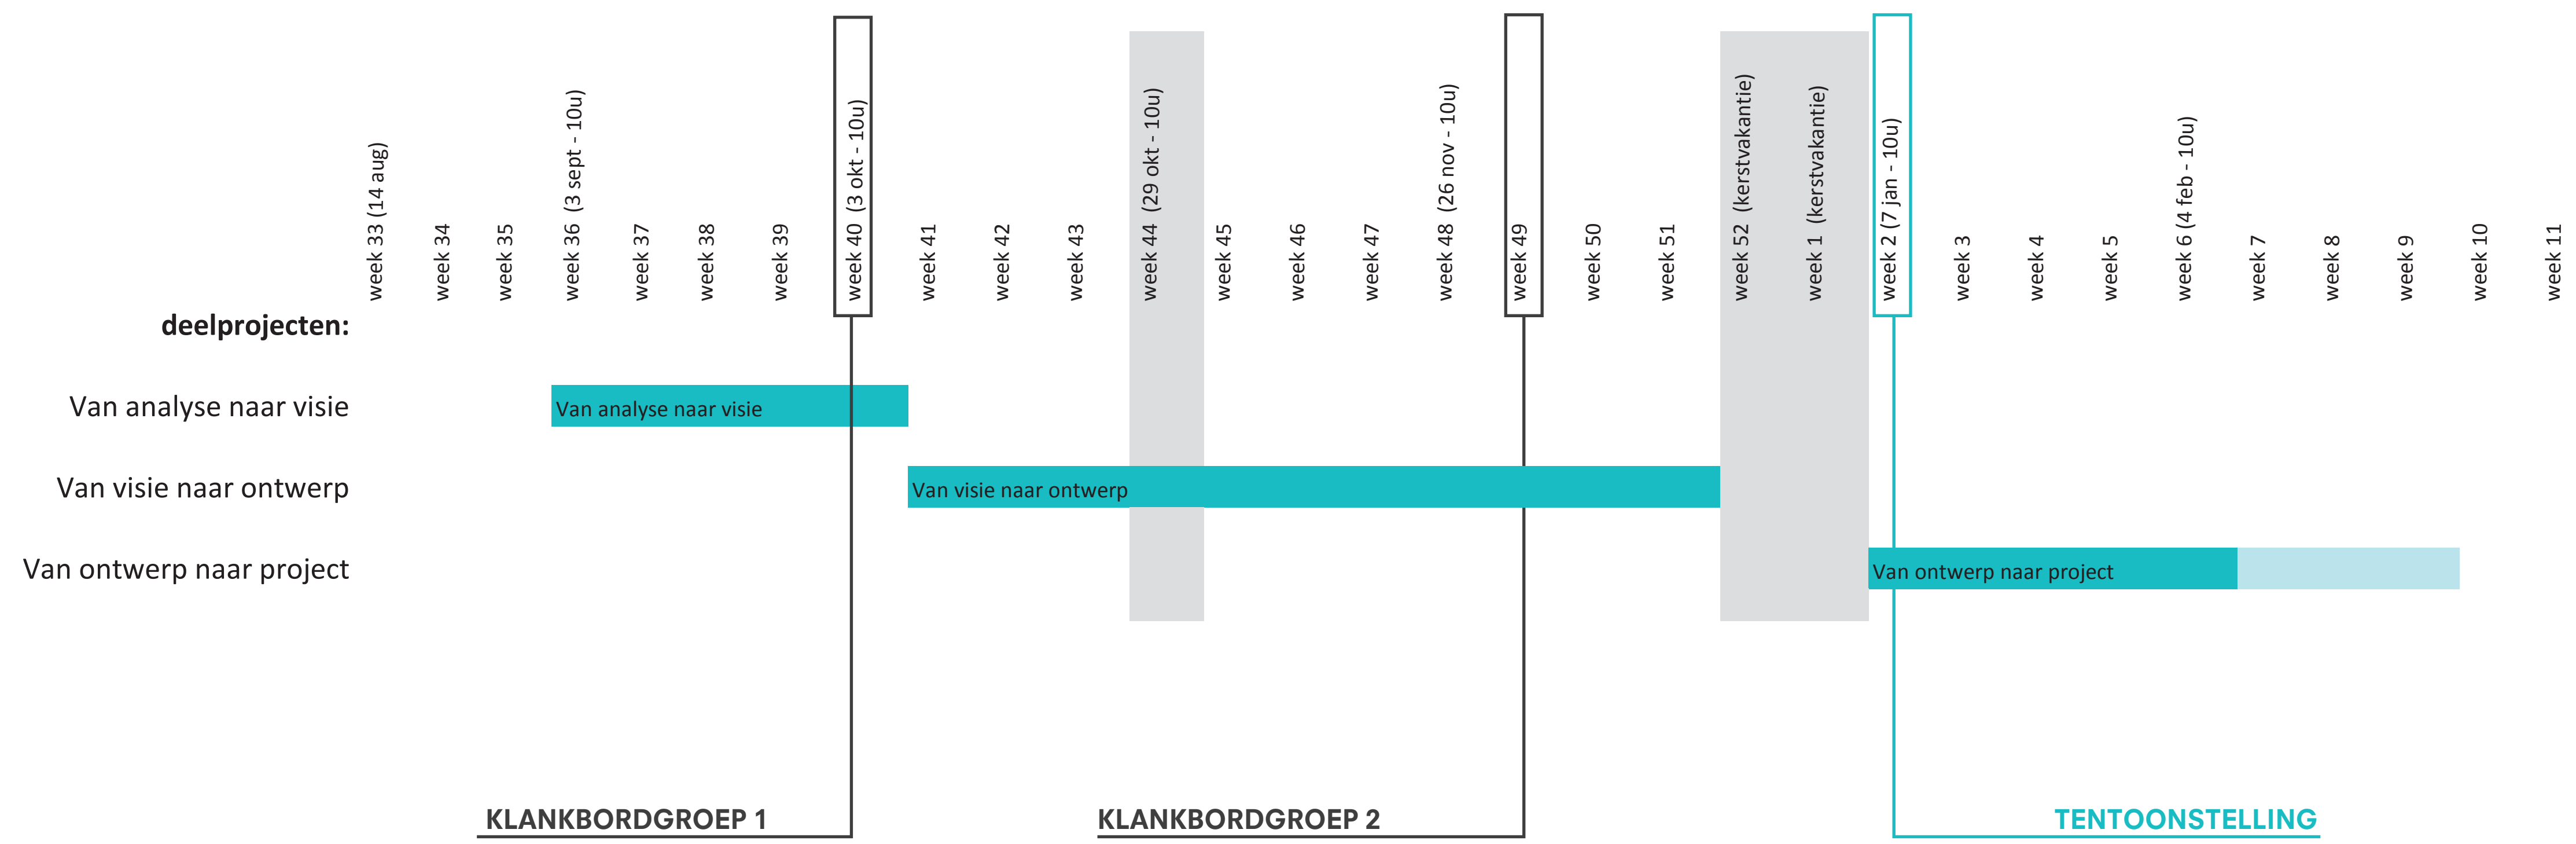 week 33 (14 aug)
week 34
week 35
week 36  (3 sept - 10u)
week 37
week 38
week 39
week 40  (3 okt - 10u)
week 41
week 42
week 43
week 44  (29 okt - 10u)
week 45
week 46
week 47
week 48  (26 nov - 10u)
week 49
week 50
week 51
week 52  (kerstvakantie)
week 1  (kerstvakantie)
week 2 (7 jan - 10u)
week 3
week 4
week 5
week 6 (4 feb - 10u)
week 7
week 8
week 9
week 10
week 11
deelprojecten:
Van analyse naar visie
Van analyse naar visie
Van visie naar ontwerp
Van visie naar ontwerp
Van ontwerp naar project
Van ontwerp naar project
KLANKBORDGROEP 1
KLANKBORDGROEP 2
TENTOONSTELLING